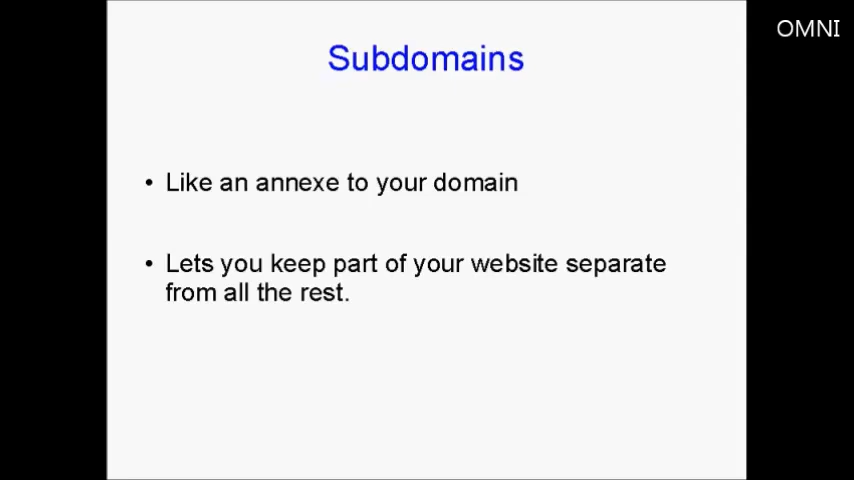 OMNI
Subdomains
• Like an annexe to your domain
• Lets you keep part of your website separate
from all the rest.